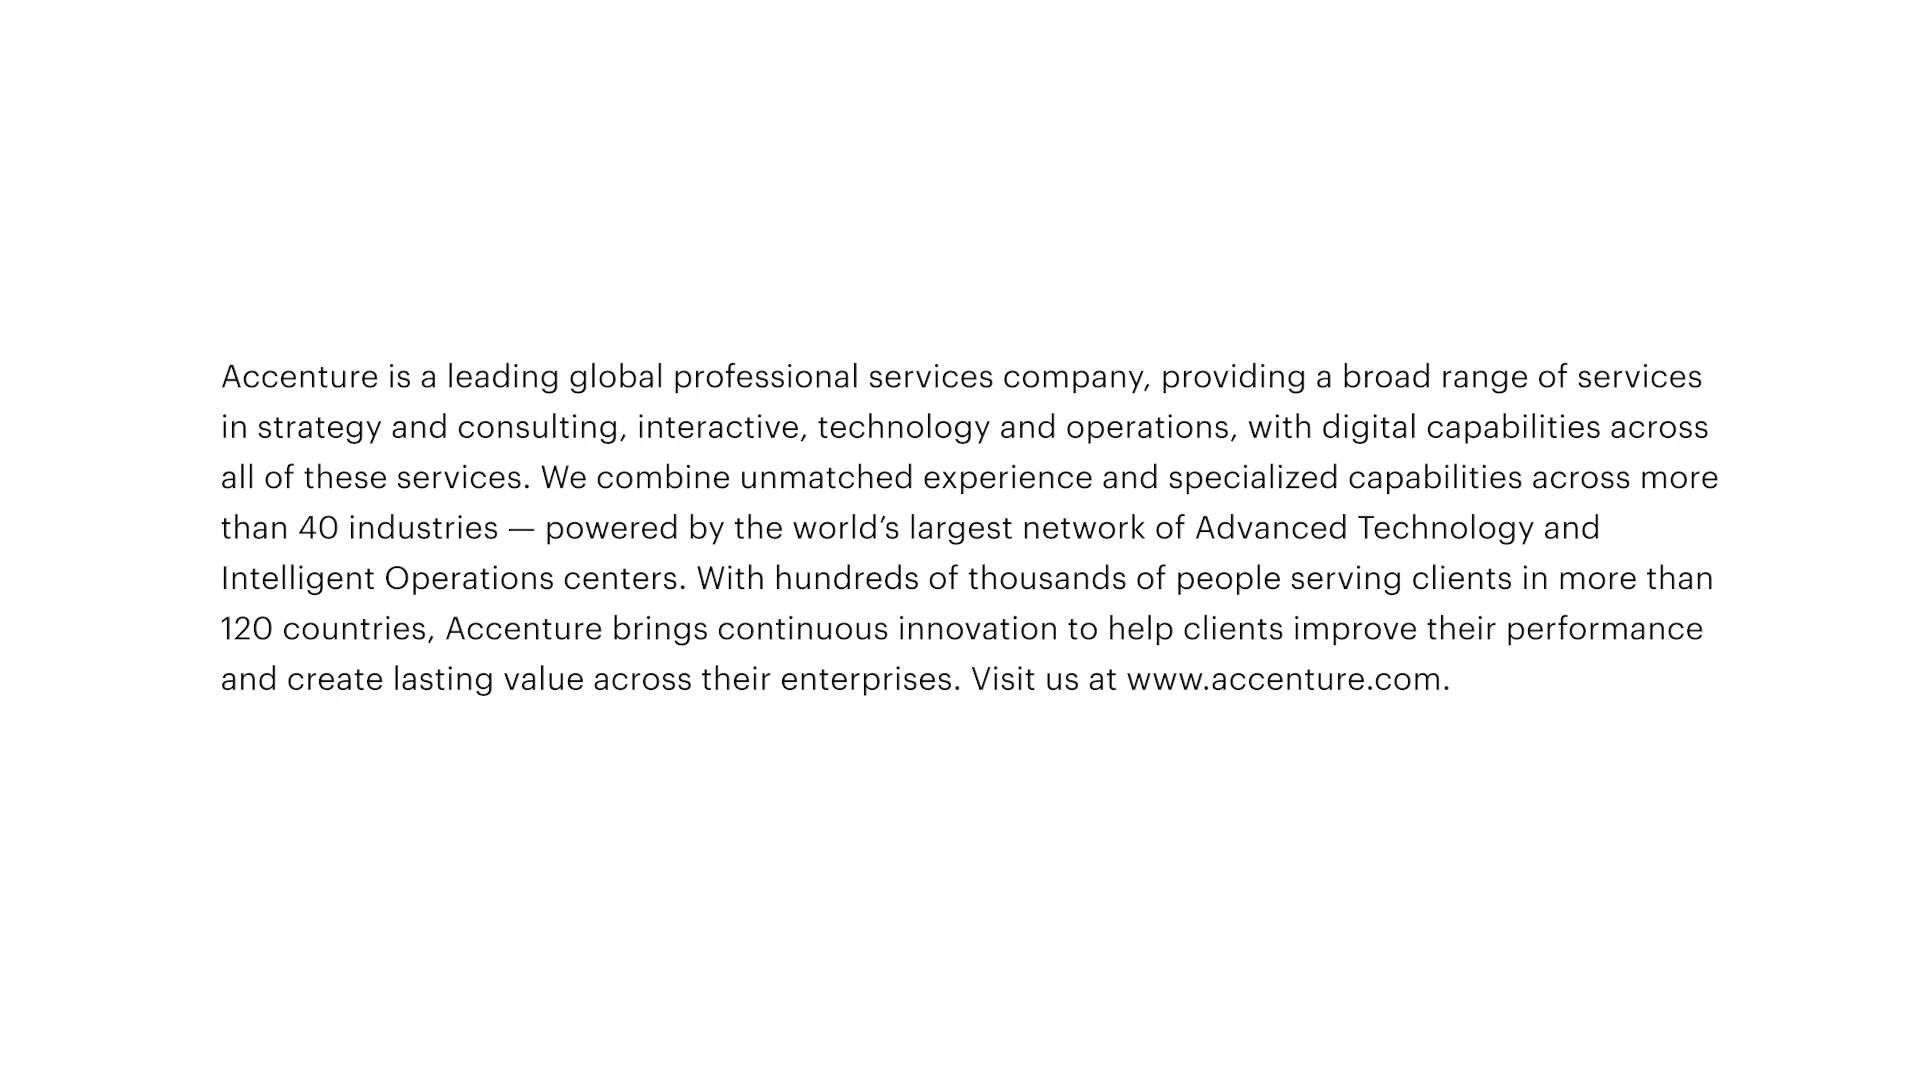 Accenture is a leading global professional services company, providing a broad range of services
in strategy and consulting, interactive, technology and operations, with digital capabilities across
all of these services. We combine unmatched experience and specialized capabilities across more
than 40 industries — powered by the world’s largest network of Advanced Technology and
Intelligent Operations centers. With hundreds of thousands of people serving clients in more than
120 countries, Accenture brings continuous innovation to help clients improve their performance
and create lasting value across their enterprises. Visit us at www.accenture.com.